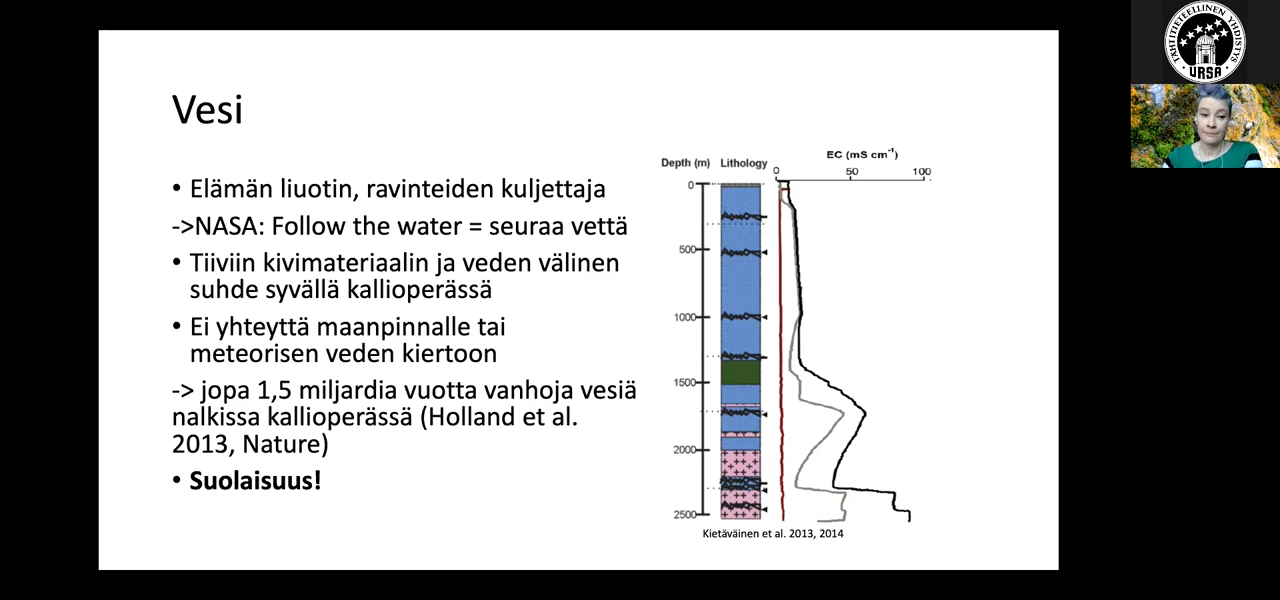 Vesi
• Elämän liuotin, ravinteiden kuljettaja
->NASA: Follow the water = seuraa vettä
• Tiiviin kivimateriaalin ja veden välinen
suhde syvällä kallioperässä
• Ei yhteyttä maanpinnalle tai
meteorisen veden kiertoon
-> jopa 1,5 miljardia vuotta vanhoja vesiä
nalkissa kallioperässä (Holland et al.
2013, Nature)
• Suolaisuus!
EC (mS cm⁻¹)
Depth (m) Lithology
0 50 100
0
500
1000
1500
2000
2500
Kietäväinen et al. 2013, 2014
TÄHTITIETEELLINEN YHDISTYS
URSA